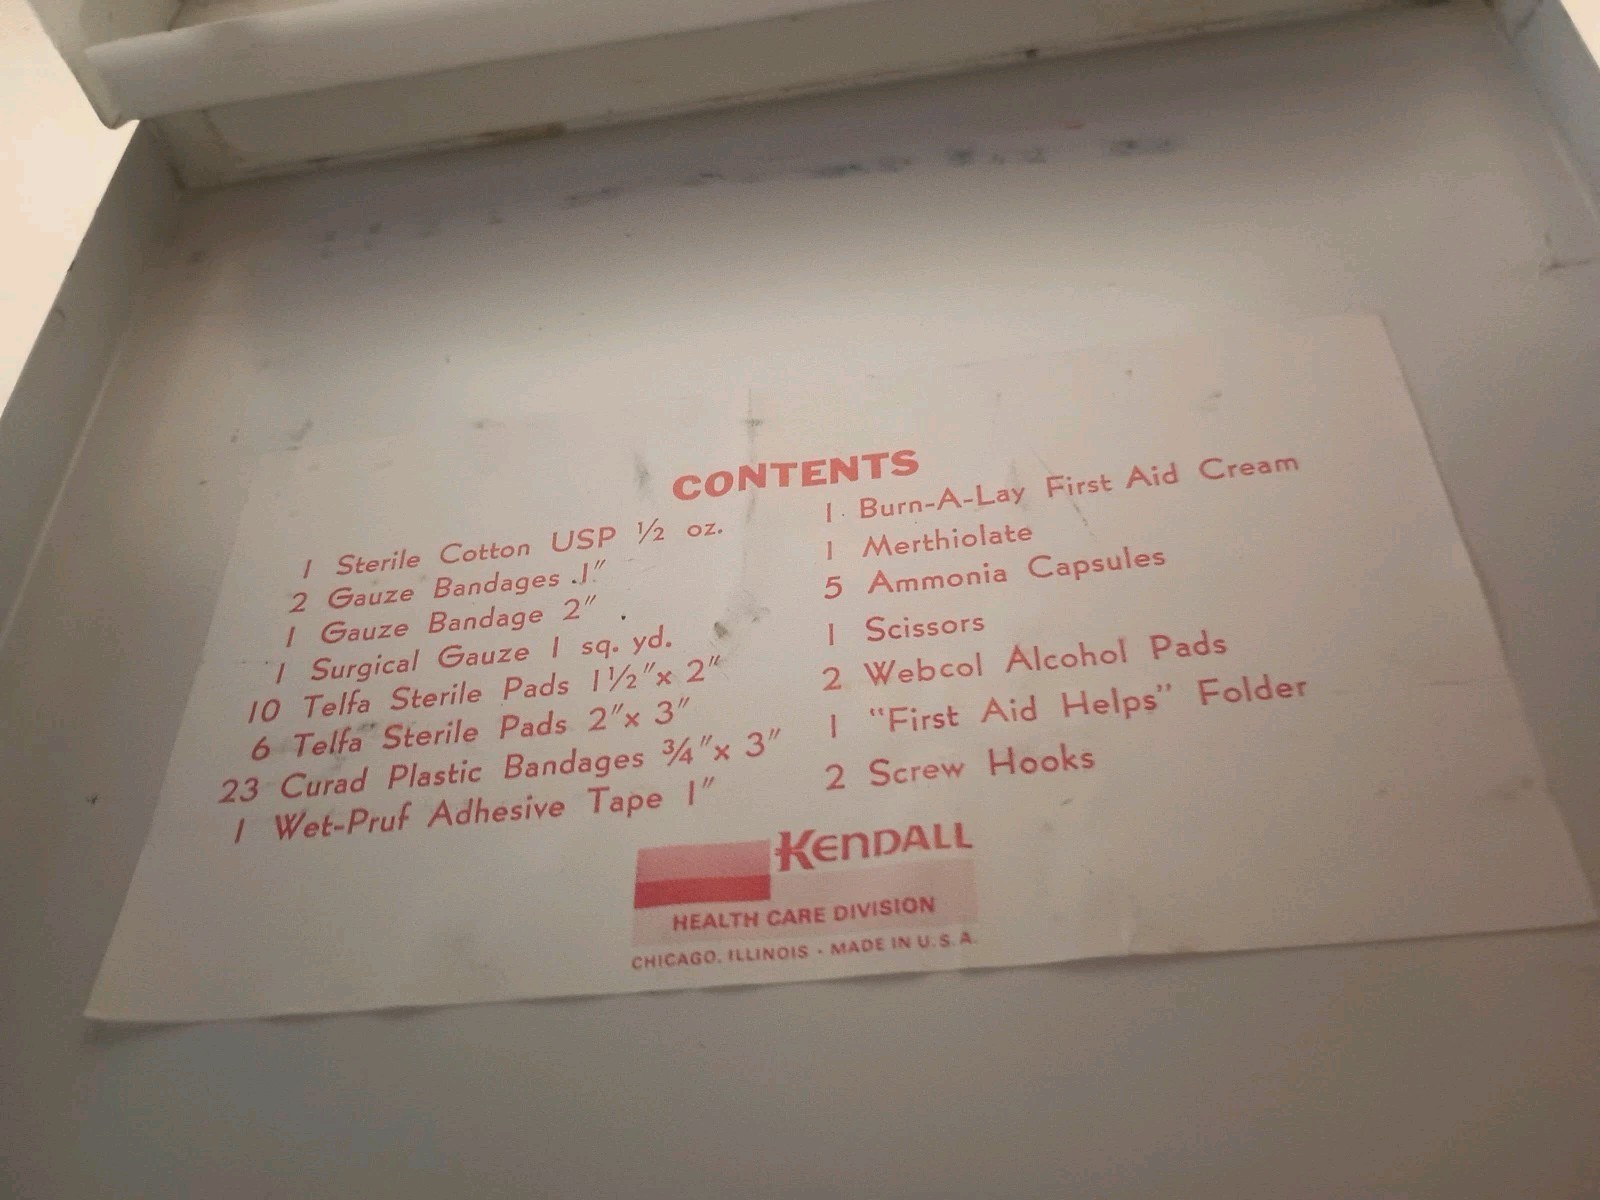 CONTENTS
1 Sterile Cotton USP ½ oz.
2 Gauze Bandages 1″
1 Gauze Bandage 2″
1 Surgical Gauze 1 sq. yd.
10 Telfa Sterile Pads 1½″x 2″
6 Telfa Sterile Pads 2″x 3″
23 Curad Plastic Bandages ¾″x 3″
1 Wet-Pruf Adhesive Tape 1″
1 Burn-A-Lay First Aid Cream
1 Merthiolate
5 Ammonia Capsules
1 Scissors
2 Webcol Alcohol Pads
1 “First Aid Helps” Folder
2 Screw Hooks
KENDALL
HEALTH CARE DIVISION
CHICAGO, ILLINOIS · MADE IN U.S.A.